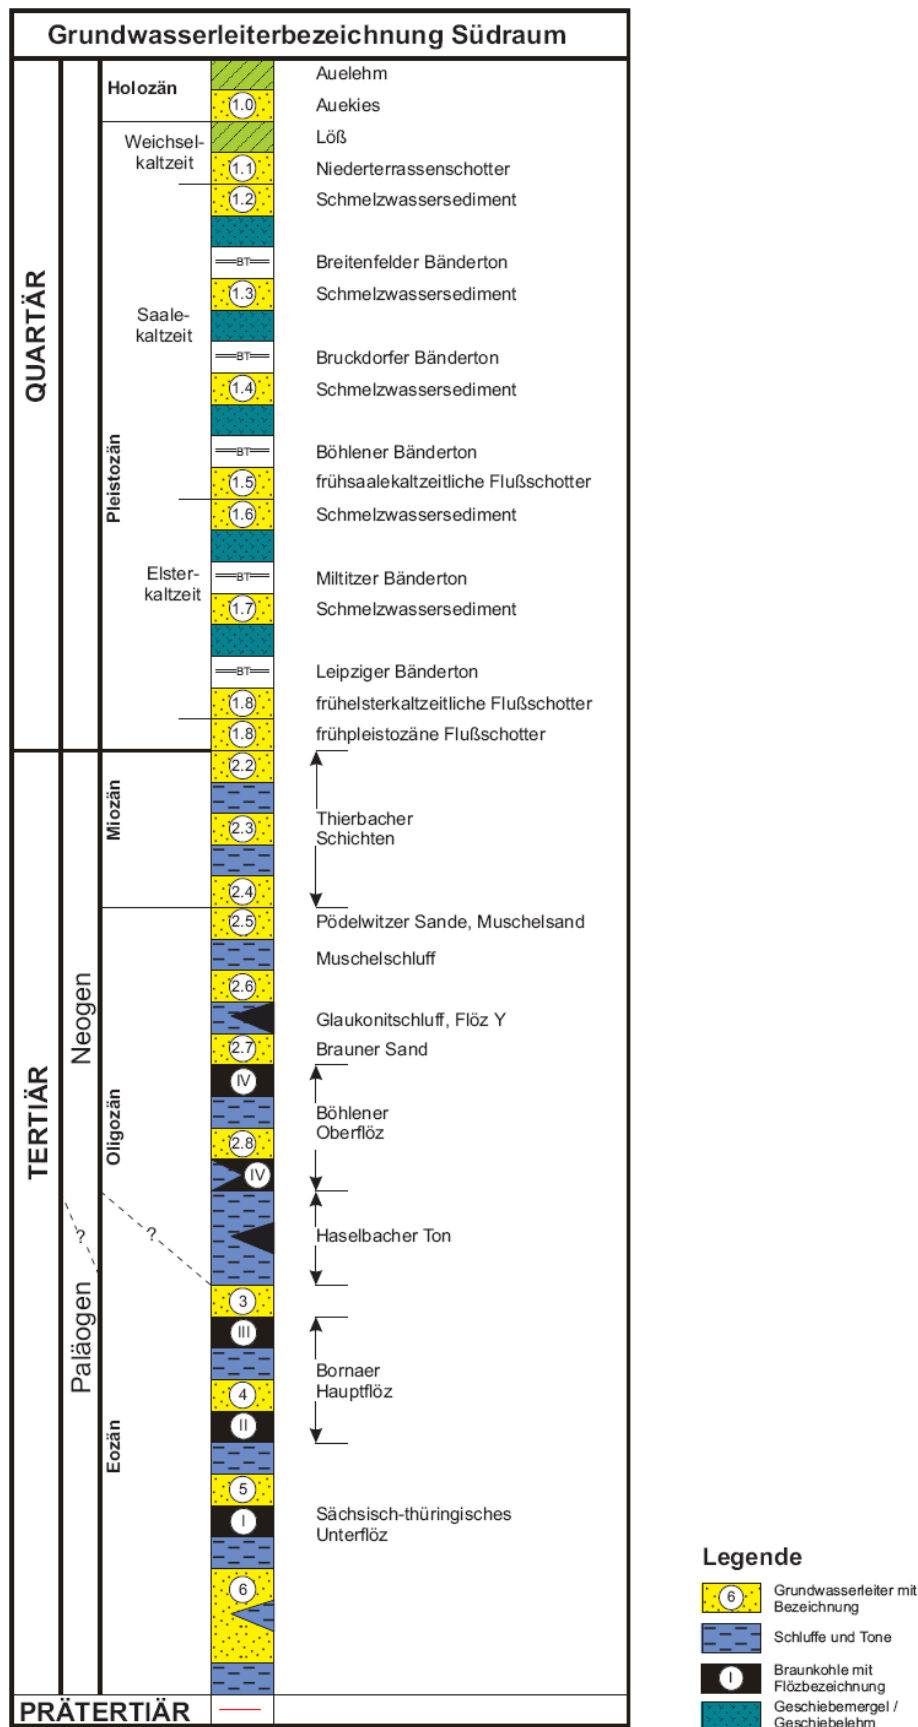 Grundwasserleiterbezeichnung Südraum
QUARTÄR
Holozän
Auelehm
1.0
Auekies
Weichsel-
kaltzeit
Löß
1.1
Niederterrassenschotter
1.2
Schmelzwassersediment
Pleistozän
Saale-
kaltzeit
BT
Breitenfelder Bänderton
1.3
Schmelzwassersediment
BT
Bruckdorfer Bänderton
1.4
Schmelzwassersediment
BT
Böhlener Bänderton
1.5
frühsaalekaltzeitliche Flußschotter
1.6
Schmelzwassersediment
Elster-
kaltzeit
BT
Miltitzer Bänderton
1.7
Schmelzwassersediment
BT
Leipziger Bänderton
1.8
frühelsterkaltzeitliche Flußschotter
1.8
frühpleistozäne Flußschotter
TERTIÄR
Neogen
Miozän
2.2
2.3
Thierbacher
Schichten
2.4
Oligozän
2.5
Pödelwitzer Sande, Muschelsand
Muschelschluff
2.6
Glaukonitschluff, Flöz Y
2.7
Brauner Sand
IV
Böhlener
Oberflöz
2.8
IV
?
?
Haselbacher Ton
Paläogen
Eozän
3
III
Bornaer
Hauptflöz
4
II
5
I
Sächsisch-thüringisches
Unterflöz
6
PRÄTERTIÄR
Legende
6
Grundwasserleiter mit
Bezeichnung
Schluffe und Tone
I
Braunkohle mit
Flözbezeichnung
Geschiebemergel /
Geschiebelehm